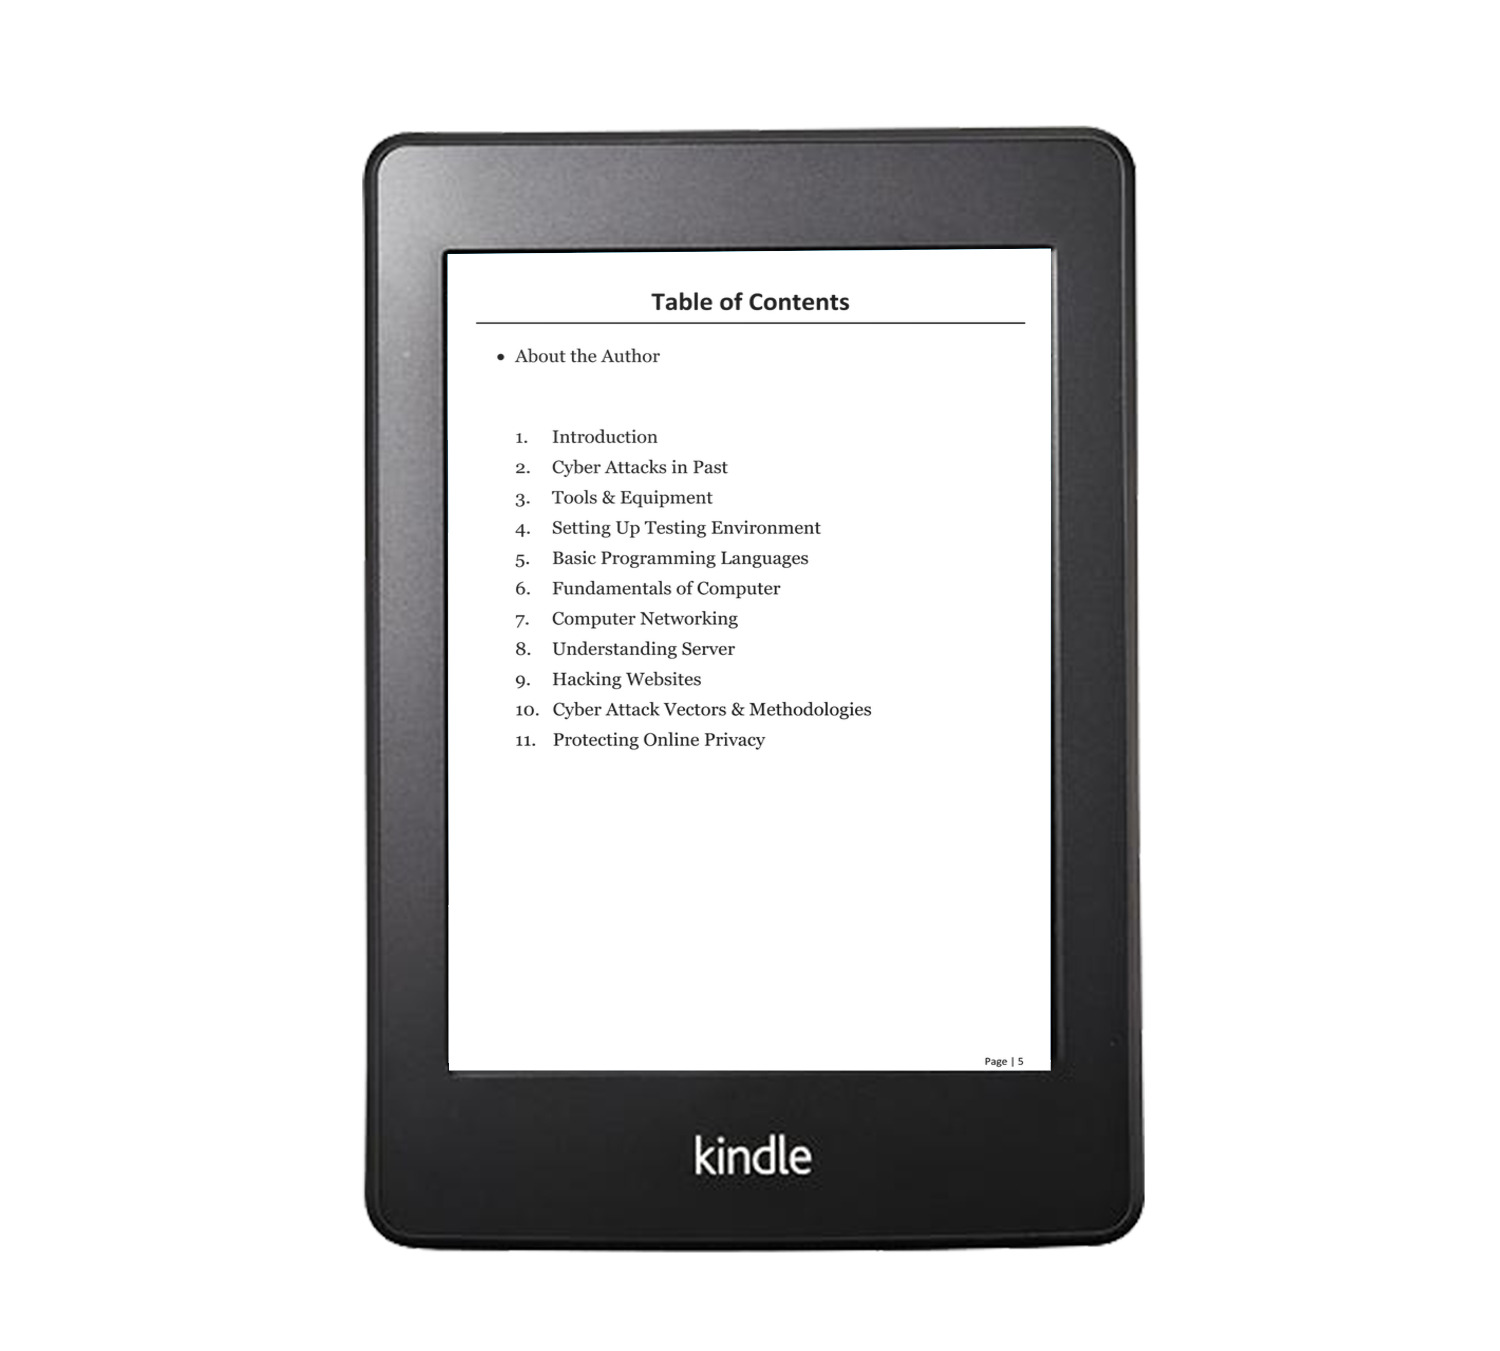 Table of Contents
• About the Author
1. Introduction
2. Cyber Attacks in Past
3. Tools & Equipment
4. Setting Up Testing Environment
5. Basic Programming Languages
6. Fundamentals of Computer
7. Computer Networking
8. Understanding Server
9. Hacking Websites
10. Cyber Attack Vectors & Methodologies
11. Protecting Online Privacy
Page | 5
kindle